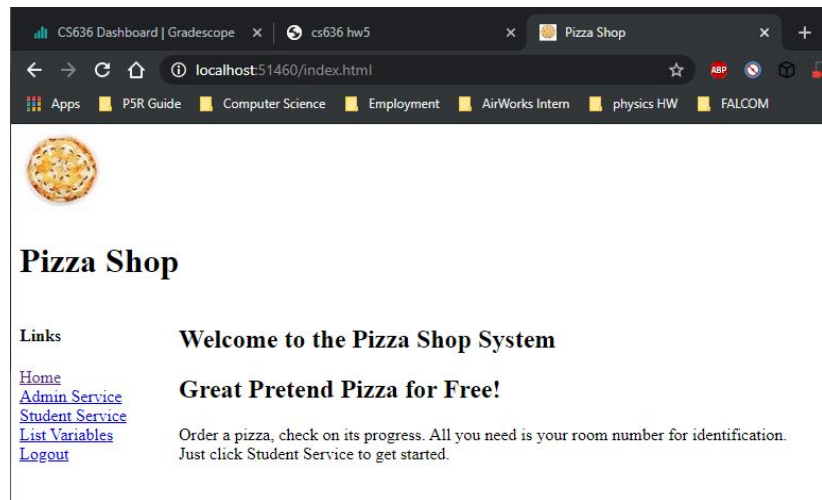 CS636 Dashboard | Gradescope
cs636 hw5
Pizza Shop
localhost:51460/index.html
ABP
Apps
P5R Guide
Computer Science
Employment
AirWorks Intern
physics HW
FALCOM
Pizza Shop
Links
Home
Admin Service
Student Service
List Variables
Logout
Welcome to the Pizza Shop System
Great Pretend Pizza for Free!
Order a pizza, check on its progress. All you need is your room number for identification.
Just click Student Service to get started.